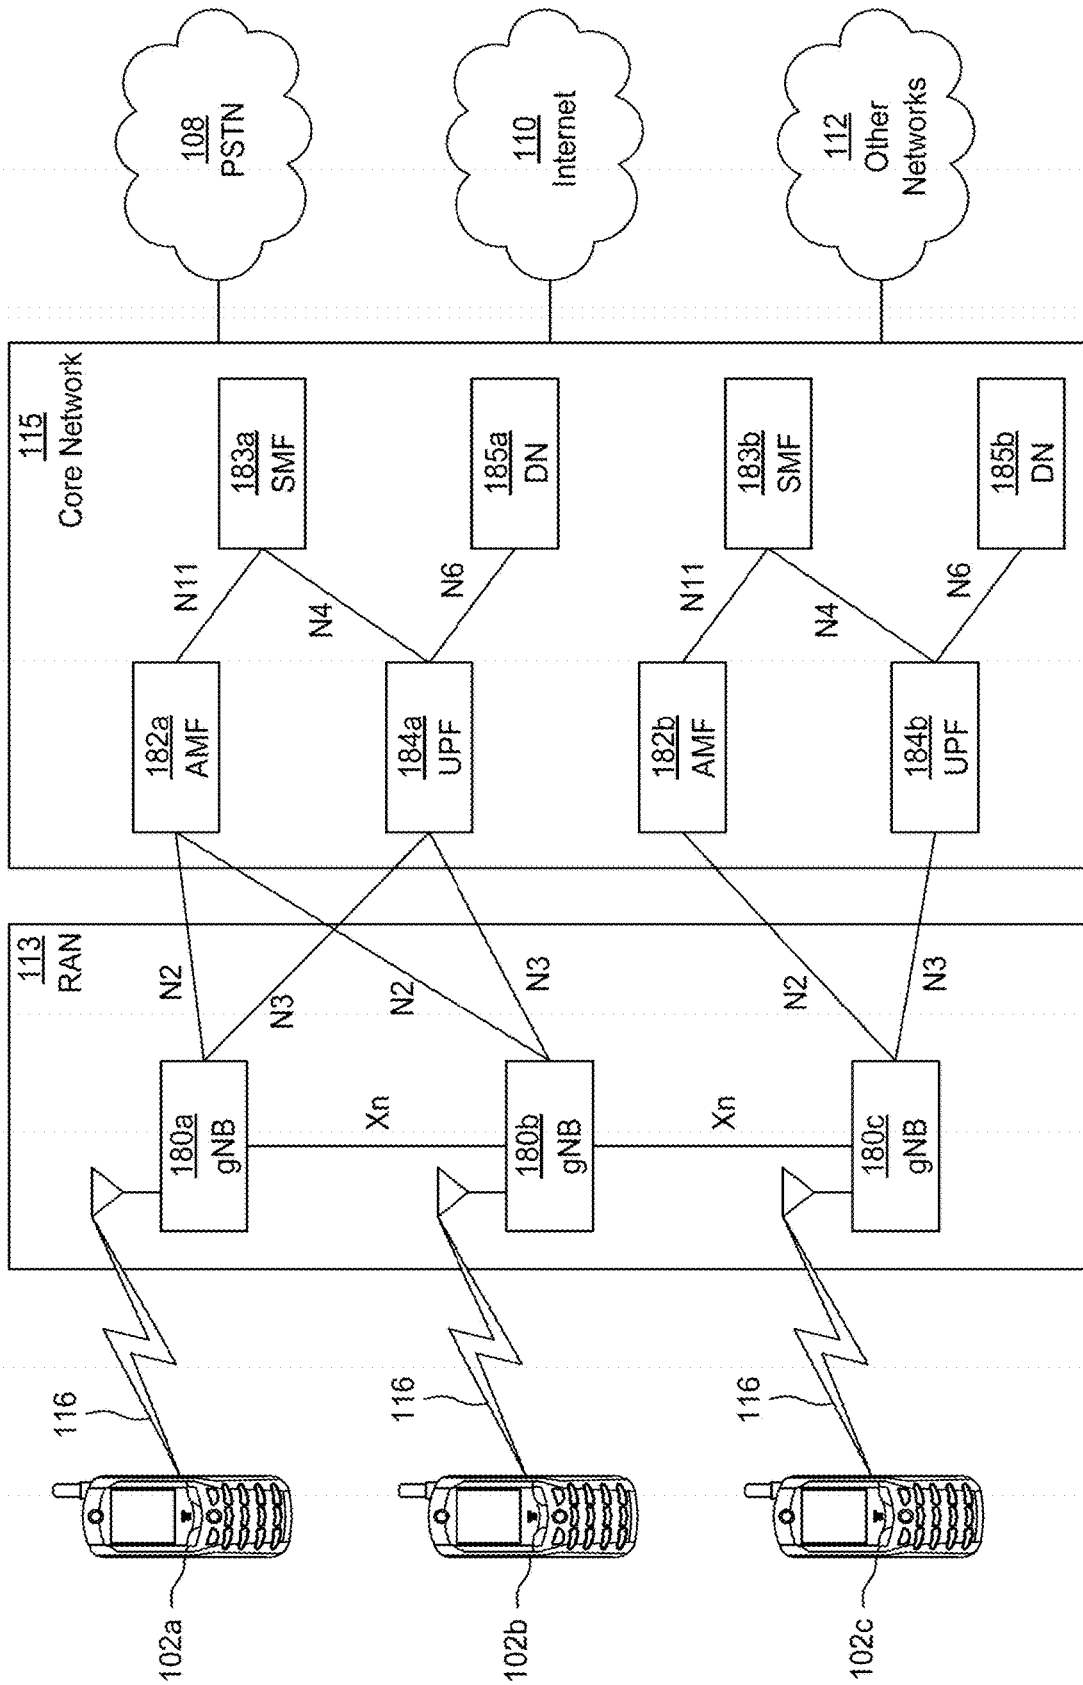 102a
116
180a
gNB
113
RAN
N2
N3
182a
AMF
N11
183a
SMF
115
Core Network
108
PSTN
Xn
N4
102b
116
180b
gNB
N2
N3
184a
UPF
N6
185a
DN
110
Internet
Xn
182b
AMF
N11
183b
SMF
102c
116
180c
gNB
N2
N3
N4
184b
UPF
N6
185b
DN
112
Other
Networks